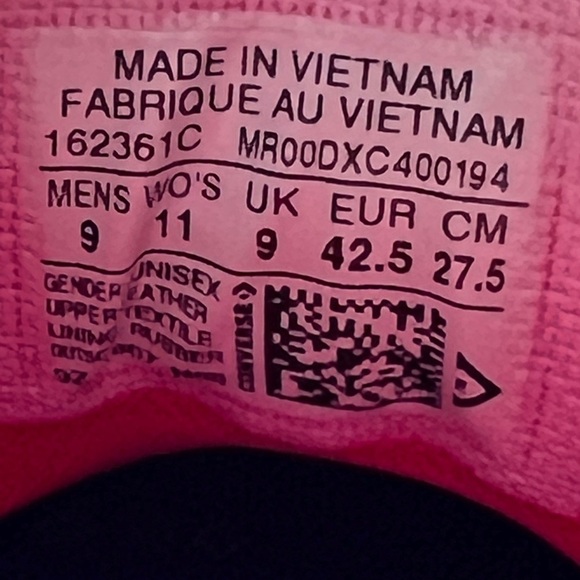 MADE IN VIETNAM
FABRIQUE AU VIETNAM
162361C MR00DXC400194
MENS WO'S UK EUR CM
9 11 9 42.5 27.5
GENDER UNISEX
UPPER LEATHER
LINING TEXTILE
RUBBER
CONVERSE